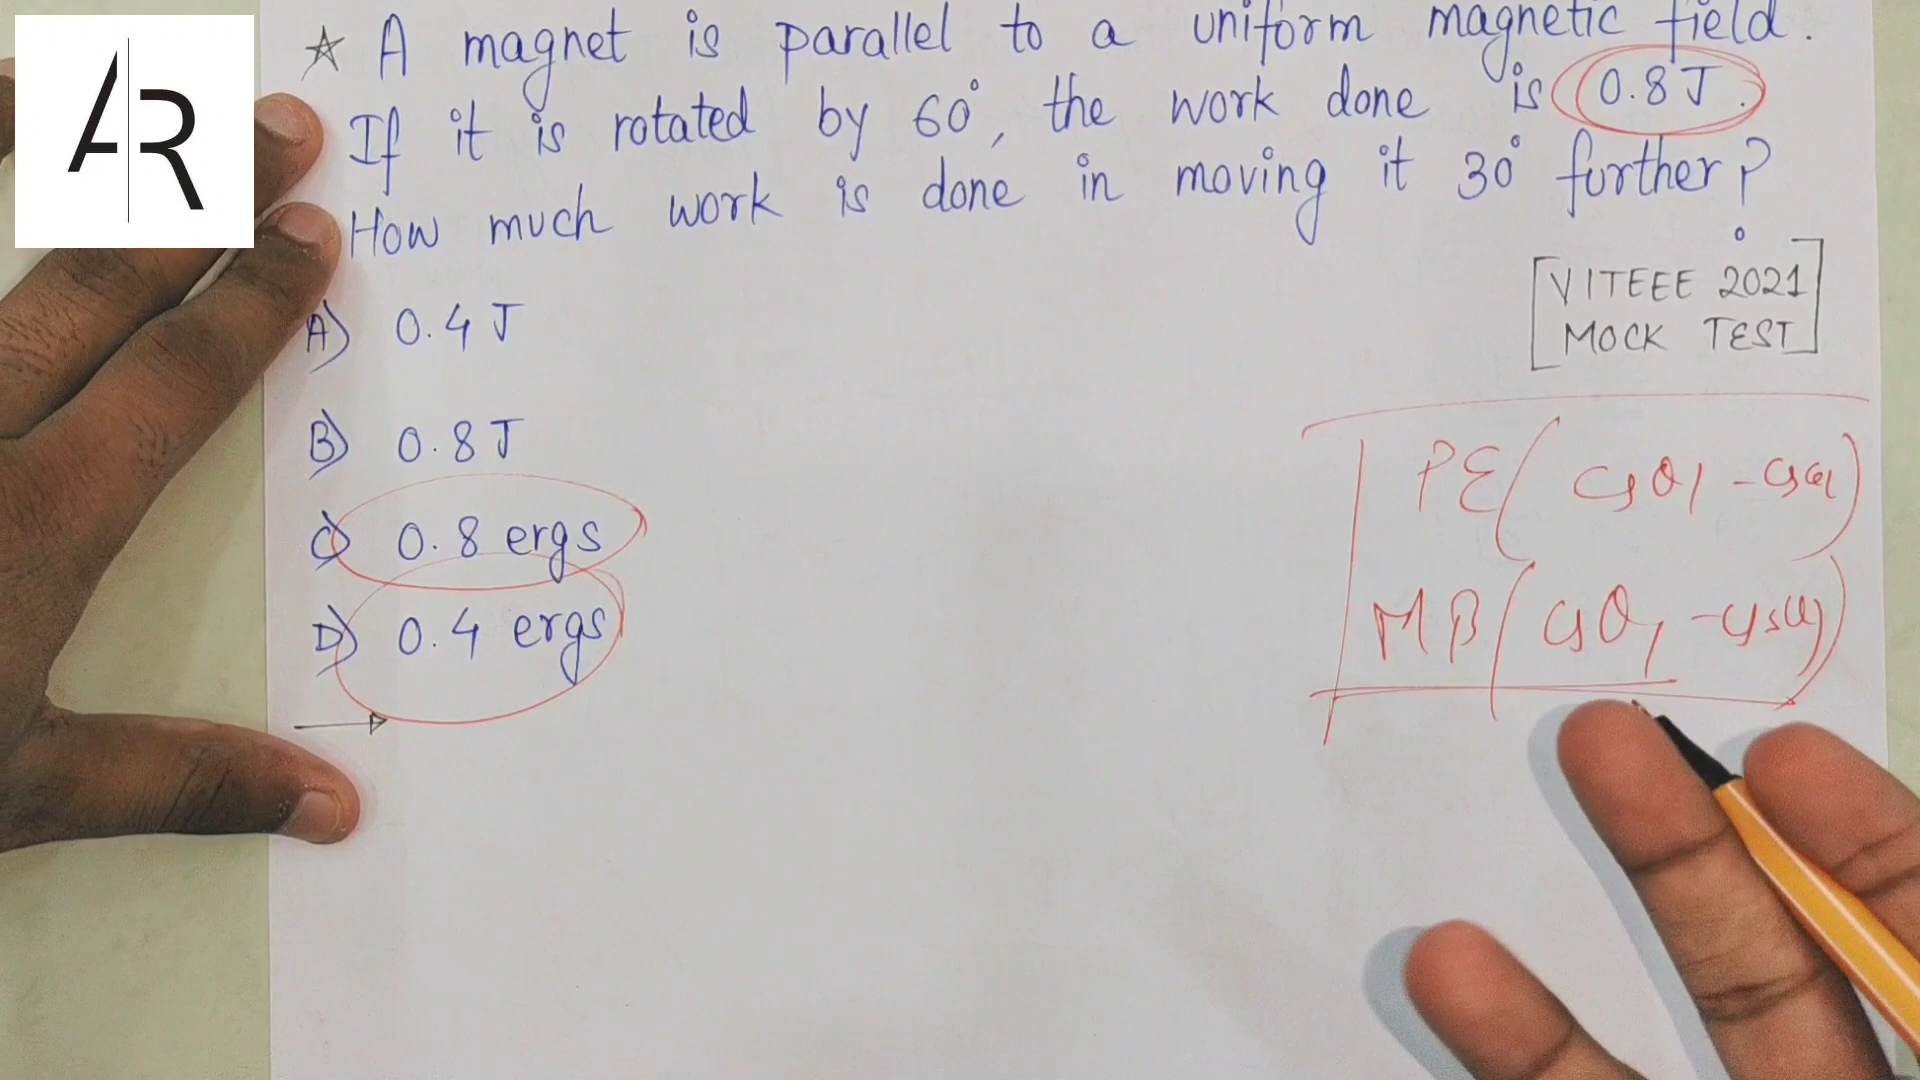 AR
☆ A magnet is parallel to a uniform magnetic field.
If it is rotated by 60°, the work done is 0.8 J.
How much work is done in moving it 30° further?
[VITEEE 2021
MOCK TEST]
A) 0.4 J
B) 0.8 J
C) 0.8 ergs
D) 0.4 ergs
PE(
MB(